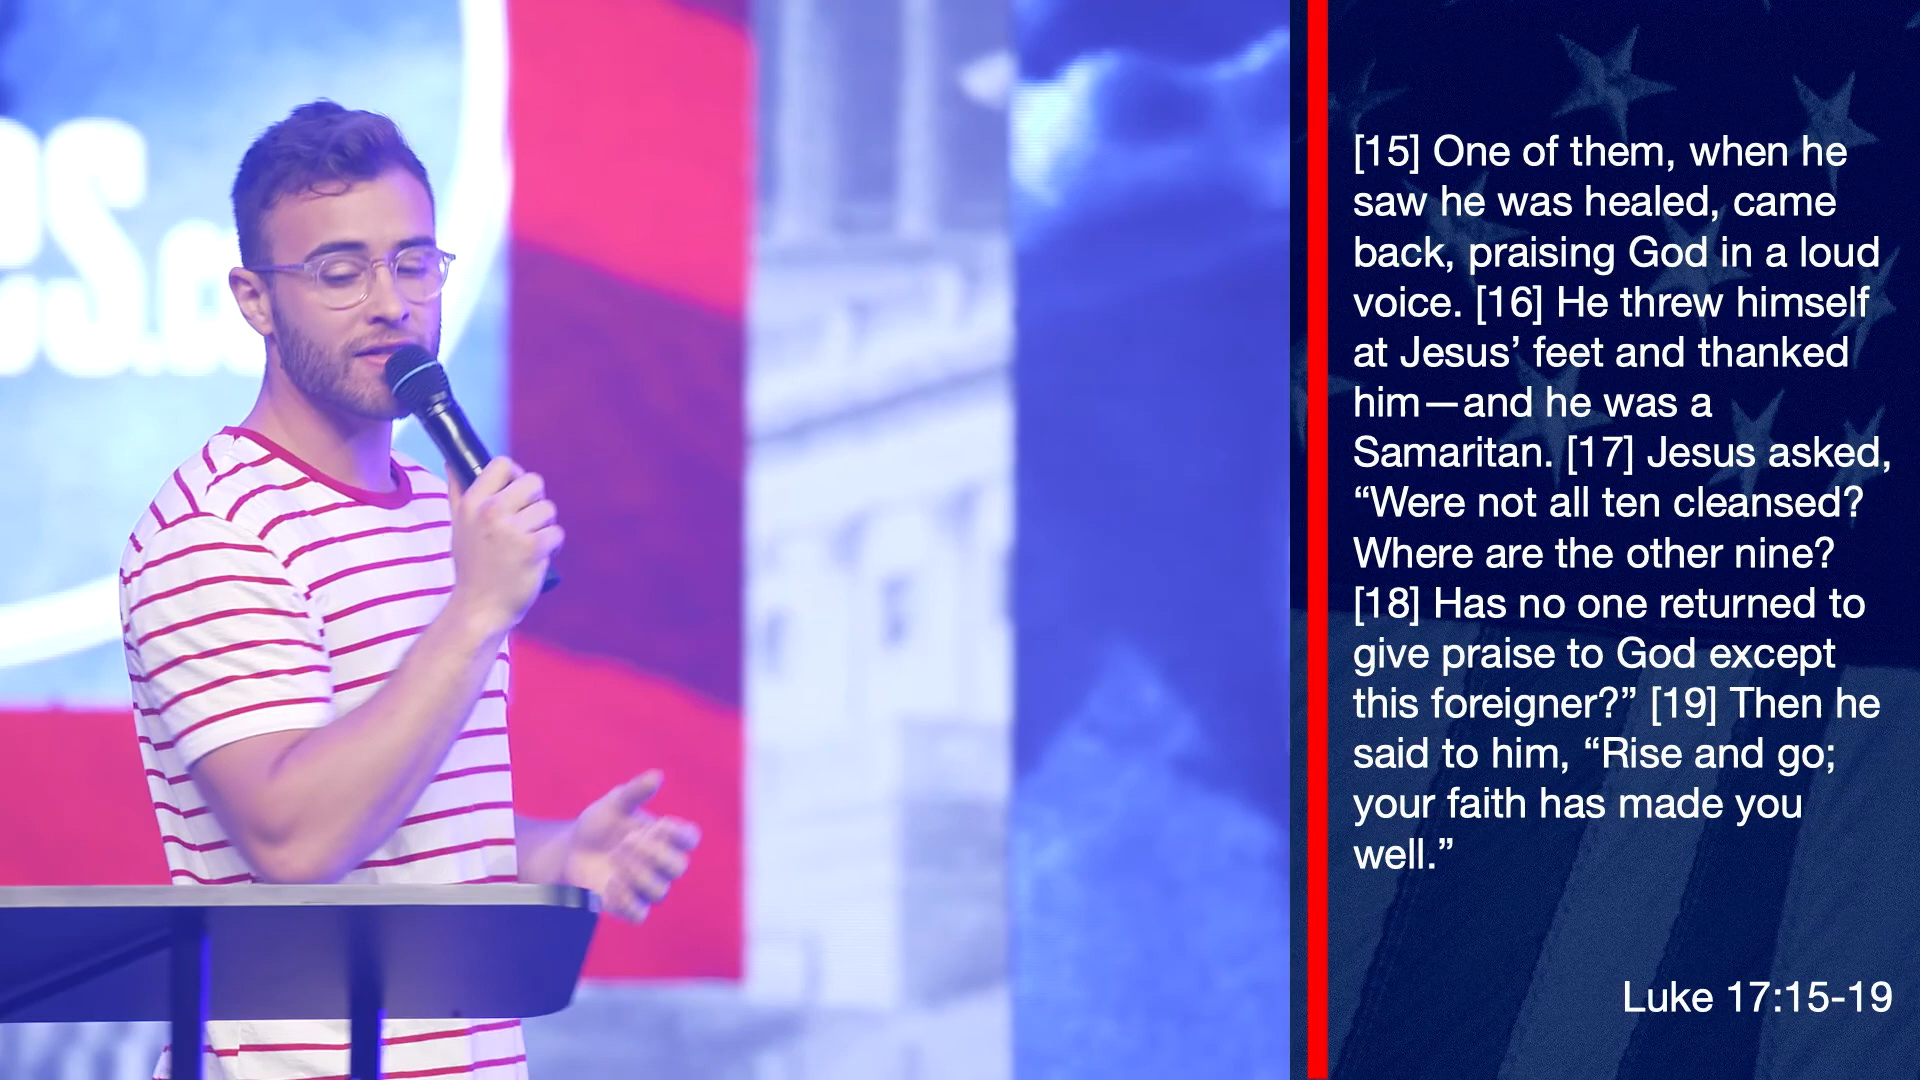 [15] One of them, when he
saw he was healed, came
back, praising God in a loud
voice. [16] He threw himself
at Jesus’ feet and thanked
him—and he was a
Samaritan. [17] Jesus asked,
“Were not all ten cleansed?
Where are the other nine?
[18] Has no one returned to
give praise to God except
this foreigner?” [19] Then he
said to him, “Rise and go;
your faith has made you
well.”
Luke 17:15-19